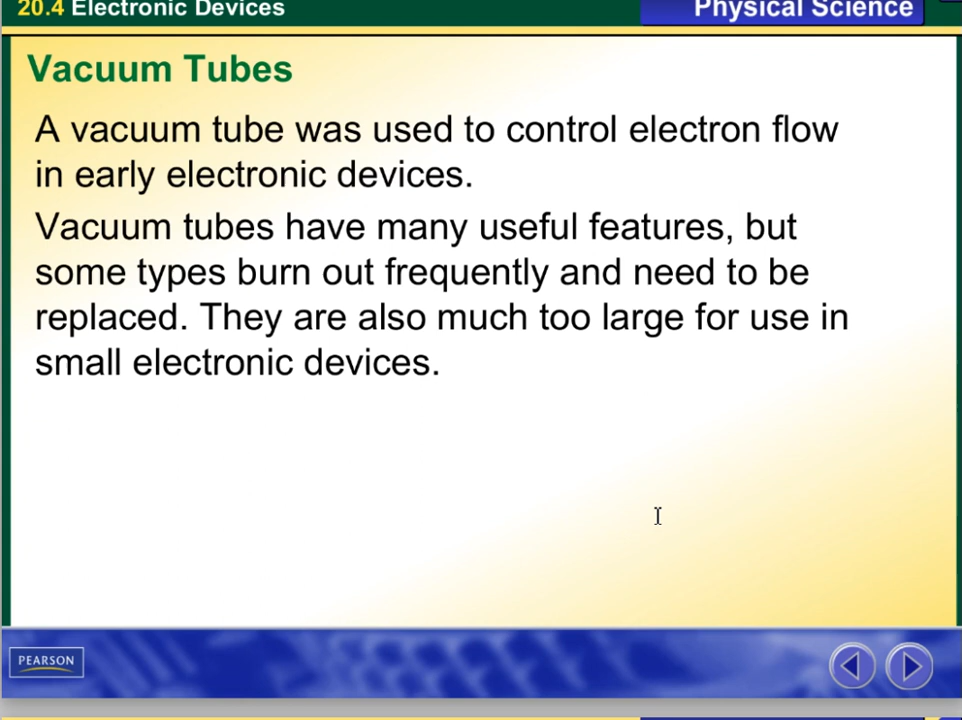 20.4 Electronic Devices
Physical Science
Vacuum Tubes
A vacuum tube was used to control electron flow
in early electronic devices.
Vacuum tubes have many useful features, but
some types burn out frequently and need to be
replaced. They are also much too large for use in
small electronic devices.
PEARSON